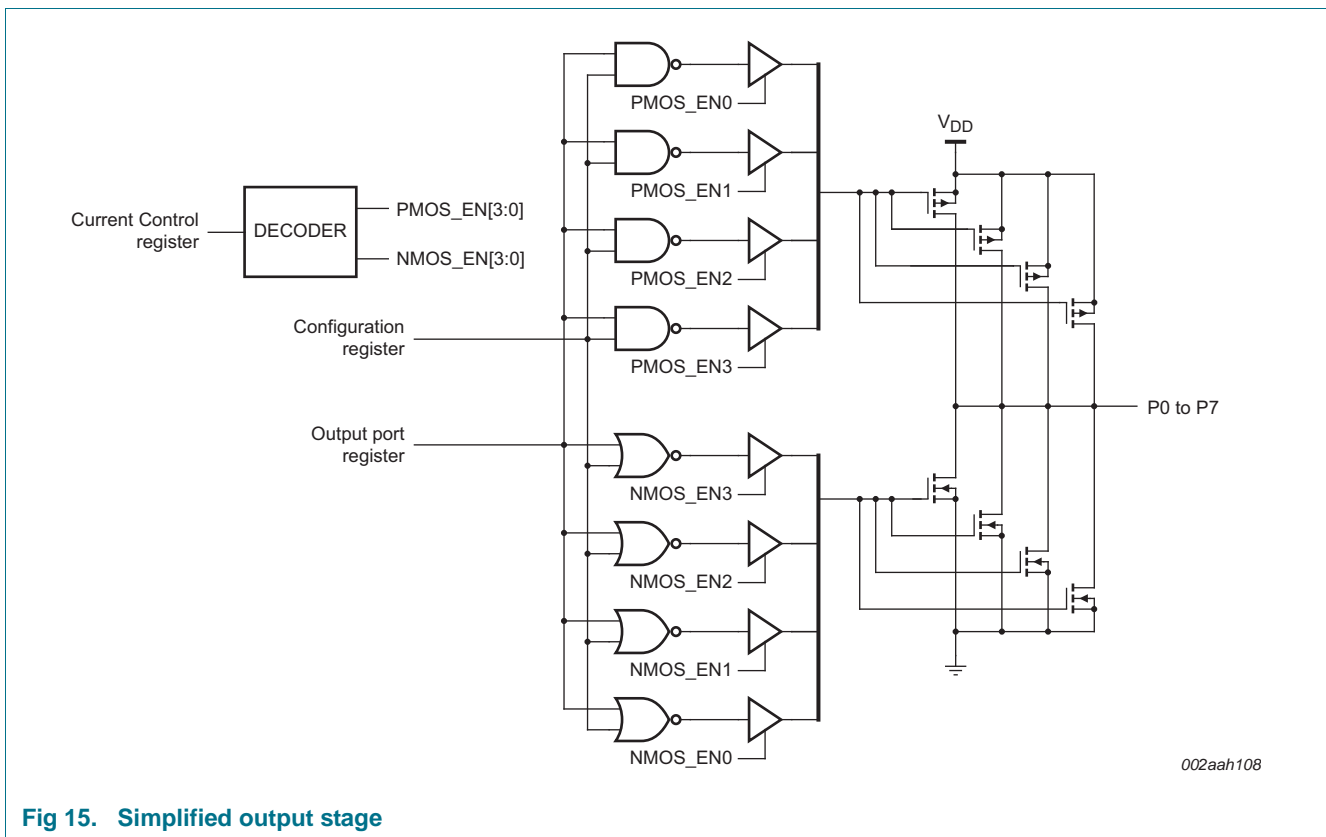 PMOS_EN0
V_DD
PMOS_EN1
Current Control
register
DECODER
PMOS_EN[3:0]
NMOS_EN[3:0]
PMOS_EN2
Configuration
register
PMOS_EN3
P0 to P7
Output port
register
NMOS_EN3
NMOS_EN2
NMOS_EN1
NMOS_EN0
002aah108
Fig 15. Simplified output stage